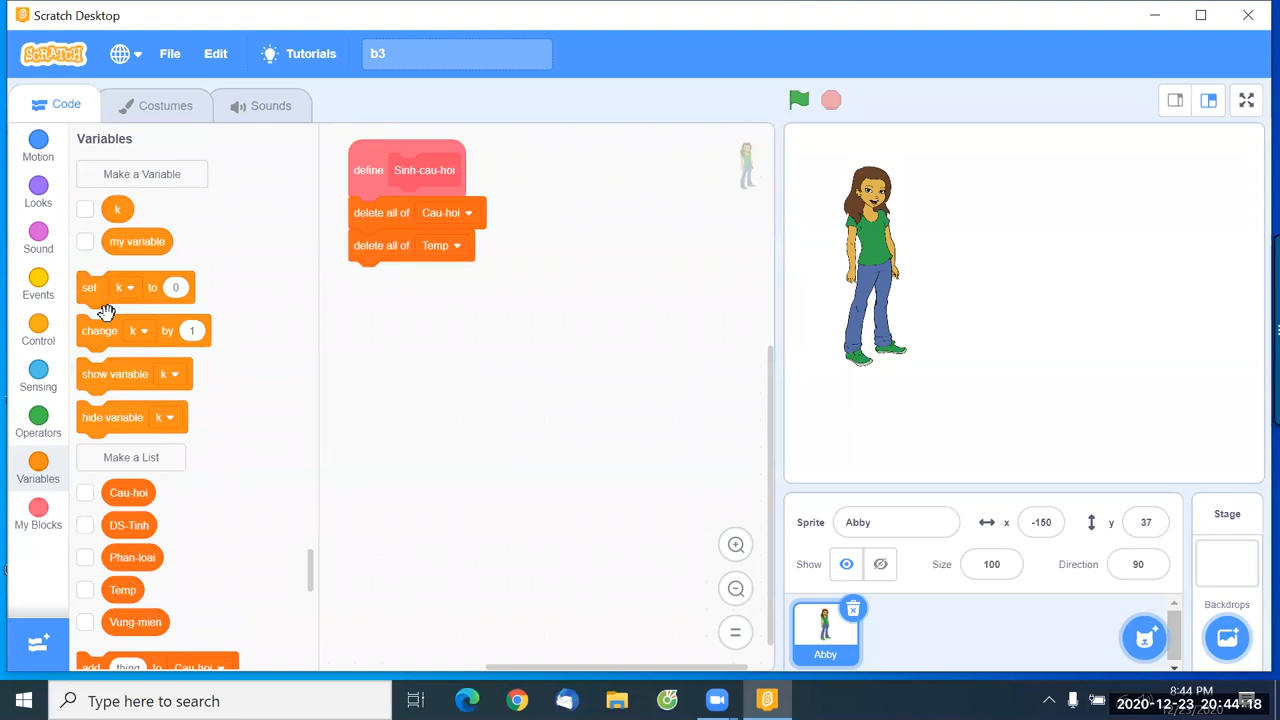 Scratch Desktop
SCRATCH File Edit Tutorials b3
Code Costumes Sounds
Motion
Looks
Sound
Events
Control
Sensing
Operators
Variables
My Blocks
Variables
Make a Variable
k
my variable
set k to 0
change k by 1
show variable k
hide variable k
Make a List
Cau-hoi
DS-Tinh
Phan-loai
Temp
Vung-mien
add thing to Cau-hoi
define Sinh-cau-hoi
delete all of Cau-hoi
delete all of Temp
Sprite Abby x -150 y 37
Show Size 100 Direction 90
Abby
Stage
Backdrops
Type here to search
8:44 PM
12/23/2020
2020-12-23 20:44:18